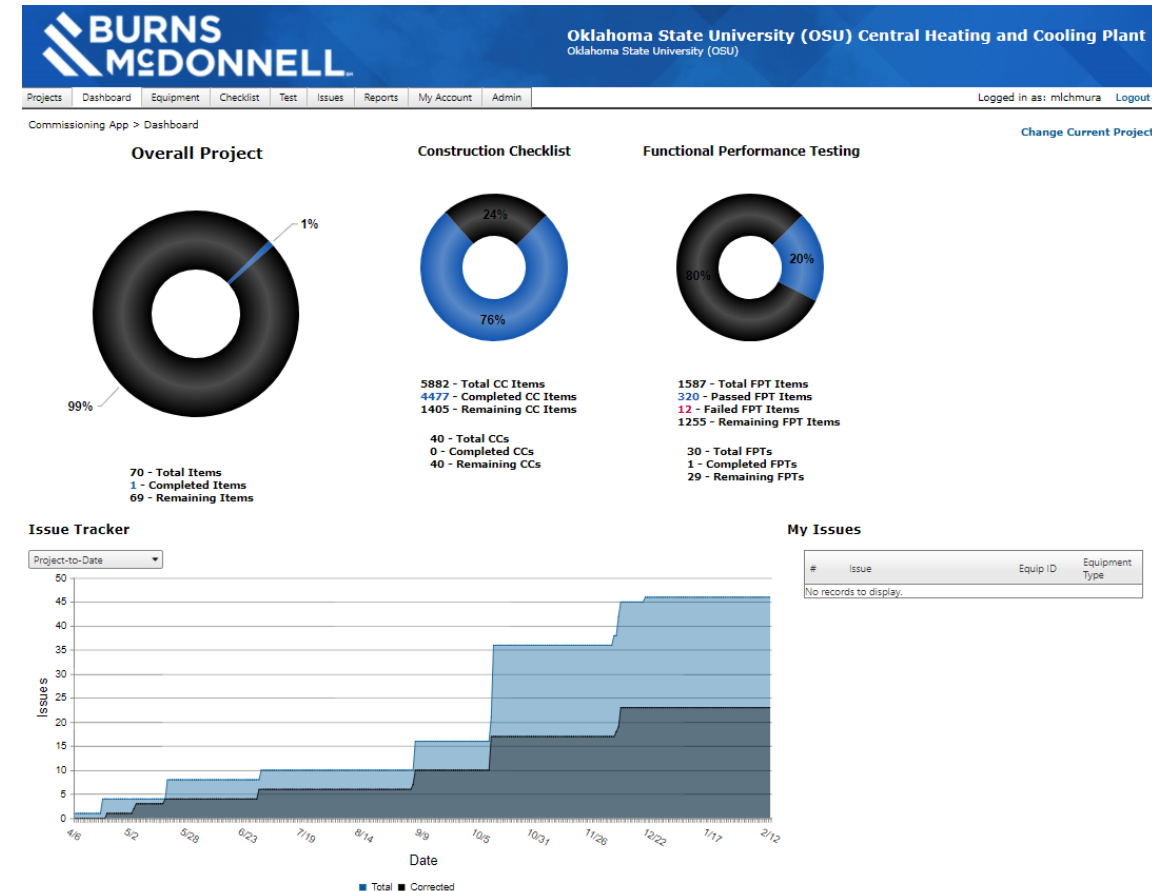 BURNS
McDONNELL
Oklahoma State University (OSU) Central Heating and Cooling Plant
Oklahoma State University (OSU)
Projects Dashboard Equipment Checklist Test Issues Reports My Account Admin Logged in as: mlchmura Logout
Commissioning App > Dashboard
Change Current Project
Overall Project
1%
99%
70 - Total Items
1 - Completed Items
69 - Remaining Items
Construction Checklist
24%
76%
5882 - Total CC Items
4477 - Completed CC Items
1405 - Remaining CC Items
40 - Total CCs
0 - Completed CCs
40 - Remaining CCs
Functional Performance Testing
20%
80%
1587 - Total FPT Items
320 - Passed FPT Items
12 - Failed FPT Items
1255 - Remaining FPT Items
30 - Total FPTs
1 - Completed FPTs
29 - Remaining FPTs
Issue Tracker
Project-to-Date
50
45
40
35
30
25
20
15
10
5
0
Issues
4/6 5/2 5/28 6/23 7/19 8/14 9/9 10/5 10/31 11/26 12/22 1/17 2/12
Date
Total Corrected
My Issues
# Issue Equip ID Equipment Type
No records to display.